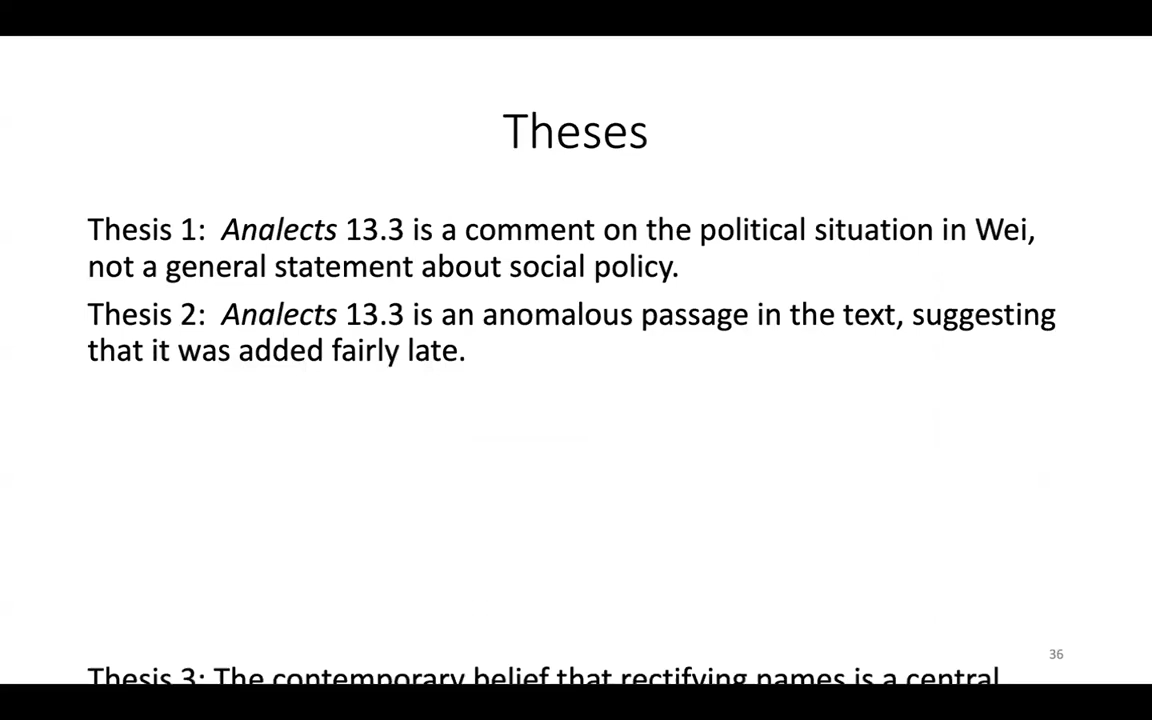 Theses
Thesis 1:  Analects 13.3 is a comment on the political situation in Wei,
not a general statement about social policy.
Thesis 2:  Analects 13.3 is an anomalous passage in the text, suggesting
that it was added fairly late.
36
Thesis 3: The contemporary belief that rectifying names is a central